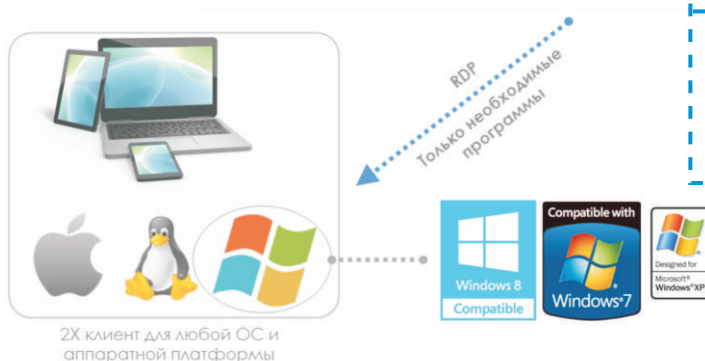 RDP
Только необходимые
программы
Windows 8
Compatible
Compatible with
Windows®7
Designed for
Microsoft®
Windows®XP
2X клиент для любой ОС и
аппаратной платформы